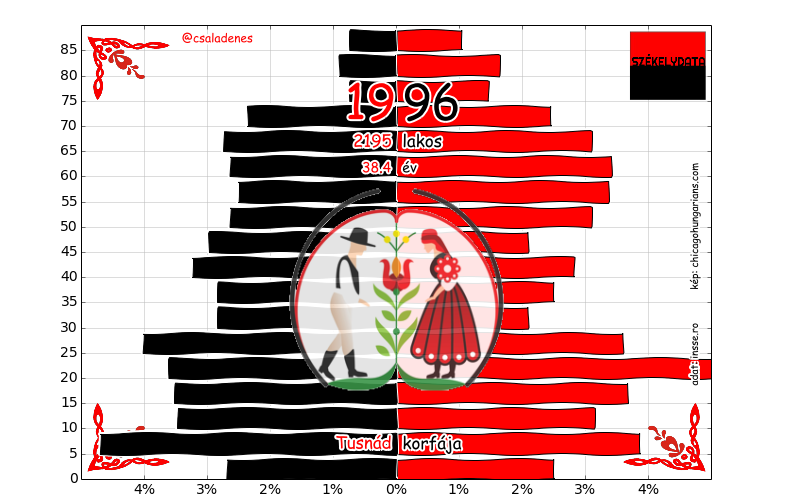 @csaladenes
SZÉKELYDATA
1996
2195 lakos
38.4 év
kép: chicagohungarians.com
adat: insse.ro
Tusnád korfája
85
80
75
70
65
60
55
50
45
40
35
30
25
20
15
10
5
0
4% 3% 2% 1% 0% 1% 2% 3% 4%